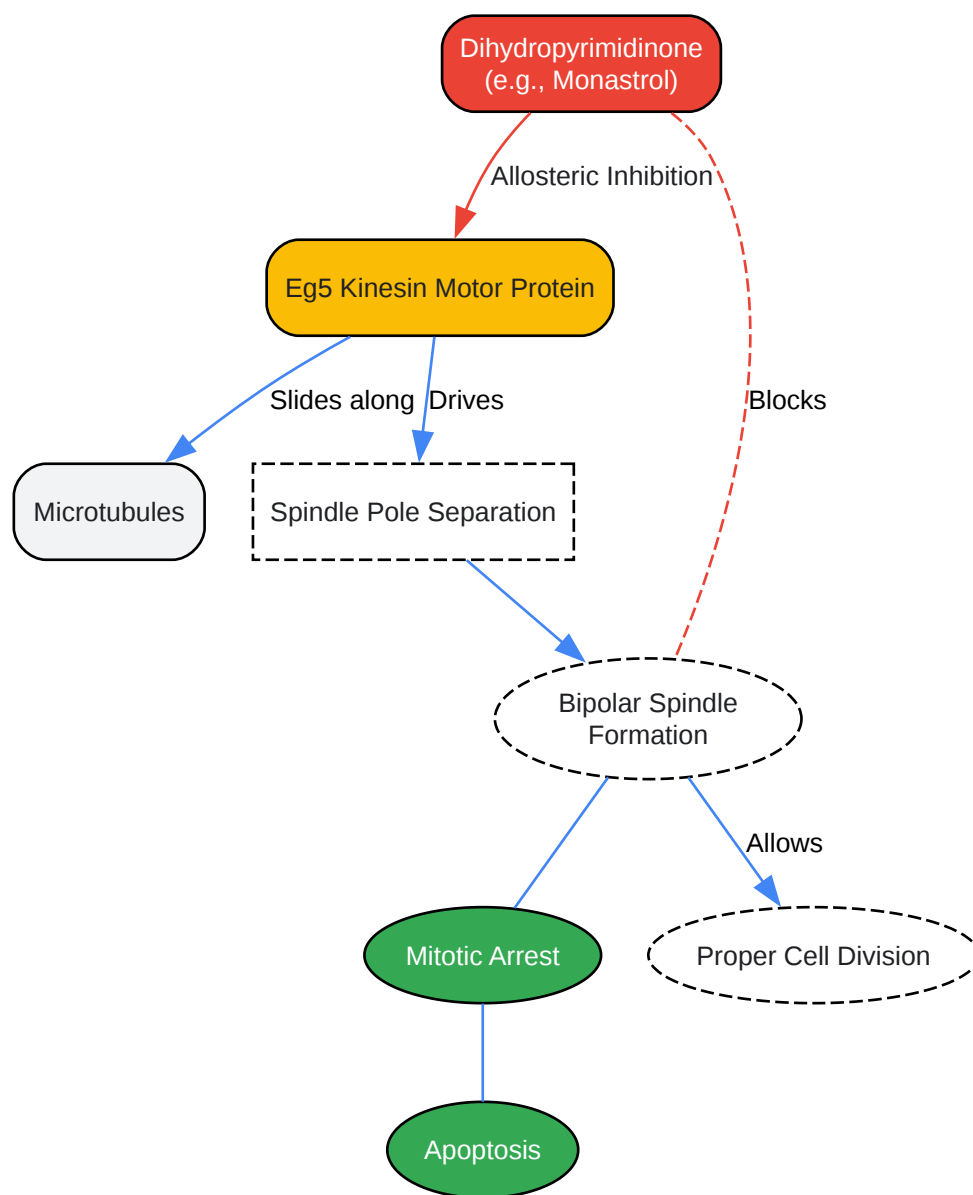 Dihydropyrimidinone
(e.g., Monastrol)
Allosteric Inhibition
Eg5 Kinesin Motor Protein
Slides along
Drives
Blocks
Microtubules
Spindle Pole Separation
Bipolar Spindle
Formation
Allows
Mitotic Arrest
Proper Cell Division
Apoptosis